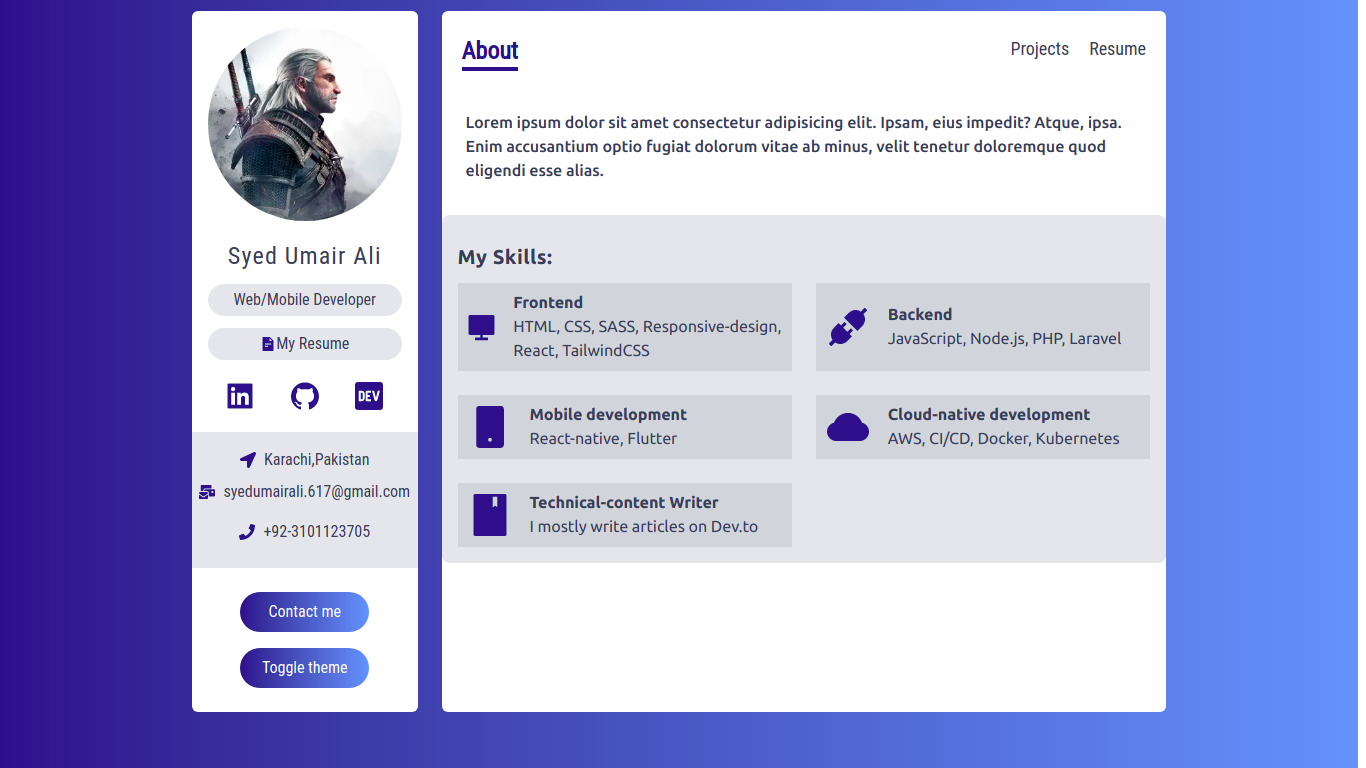 Syed Umair Ali
Web/Mobile Developer
My Resume
DEV
Karachi,Pakistan
syedumairali.617@gmail.com
+92-3101123705
Contact me
Toggle theme
About
Projects
Resume
Lorem ipsum dolor sit amet consectetur adipisicing elit. Ipsam, eius impedit? Atque, ipsa.
Enim accusantium optio fugiat dolorum vitae ab minus, velit tenetur doloremque quod
eligendi esse alias.
My Skills:
Frontend
HTML, CSS, SASS, Responsive-design,
React, TailwindCSS
Backend
JavaScript, Node.js, PHP, Laravel
Mobile development
React-native, Flutter
Cloud-native development
AWS, CI/CD, Docker, Kubernetes
Technical-content Writer
I mostly write articles on Dev.to